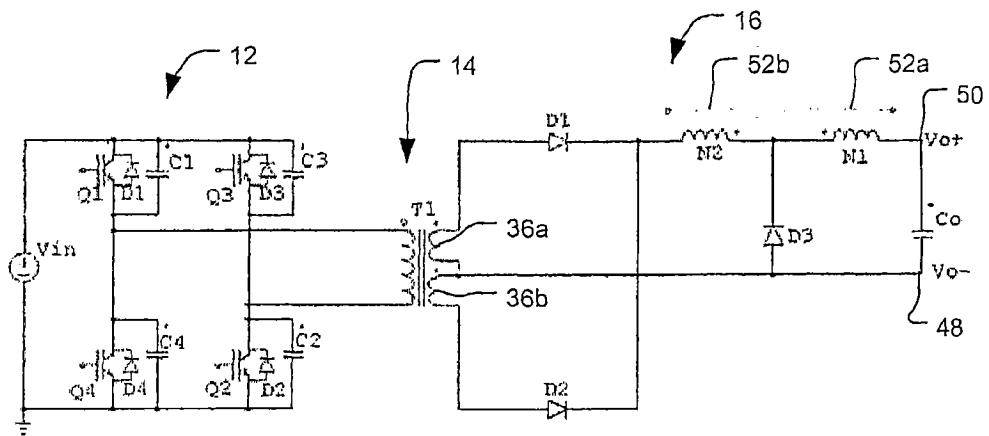 12
14
16
52b
52a
50
D1
Vo+
N2
N1
C1
C3
Q1
D1
Q3
D3
T1
36a
Co
Vin
D3
Vo-
36b
48
C4
C2
Q4
D4
Q2
D2
D2